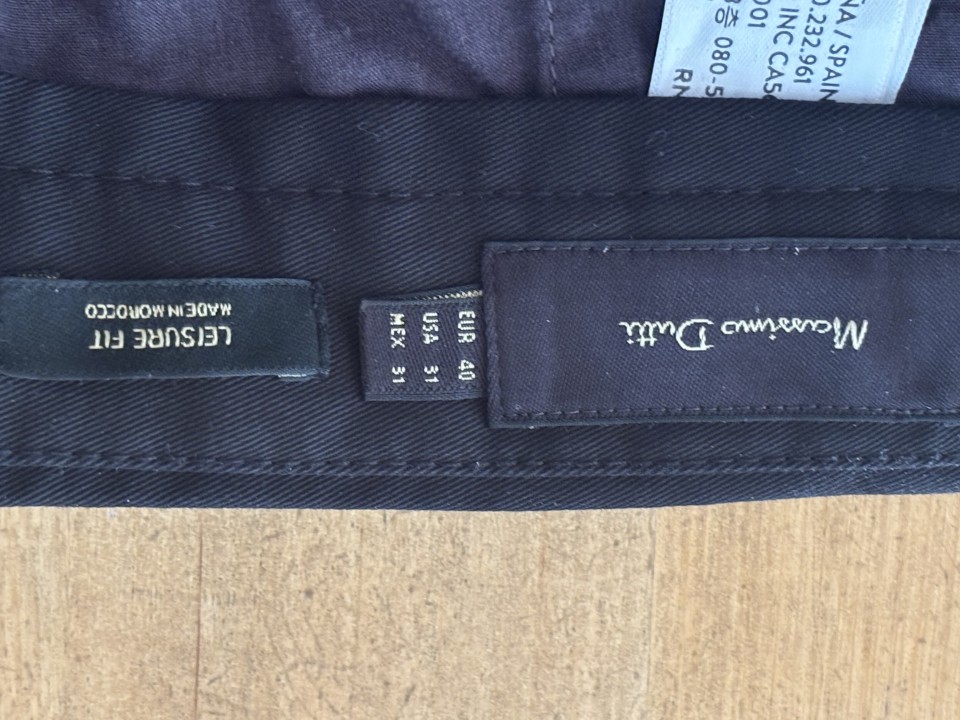 Massimo Dutti
EUR 40
USA 31
MEX 31
LEISURE FIT
MADE IN MOROCCO
ÑA / SPAIN
0.232.961
INC CA5
001
층 080-5
RN